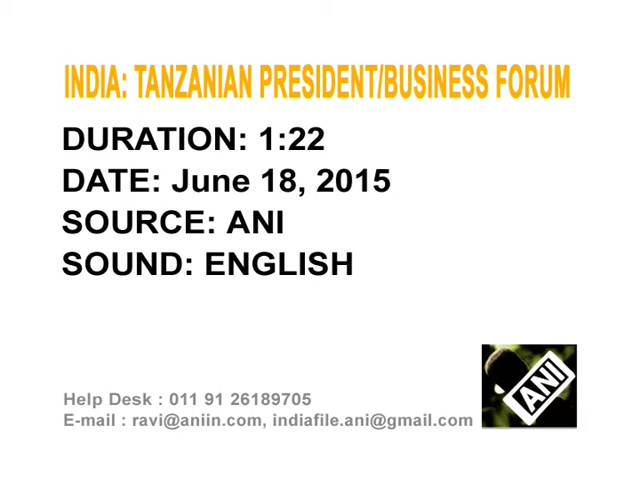 INDIA: TANZANIAN PRESIDENT/BUSINESS FORUM
DURATION: 1:22
DATE: June 18, 2015
SOURCE: ANI
SOUND: ENGLISH
Help Desk : 011 91 26189705
E-mail : ravi@aniin.com, indiafile.ani@gmail.com
ANI